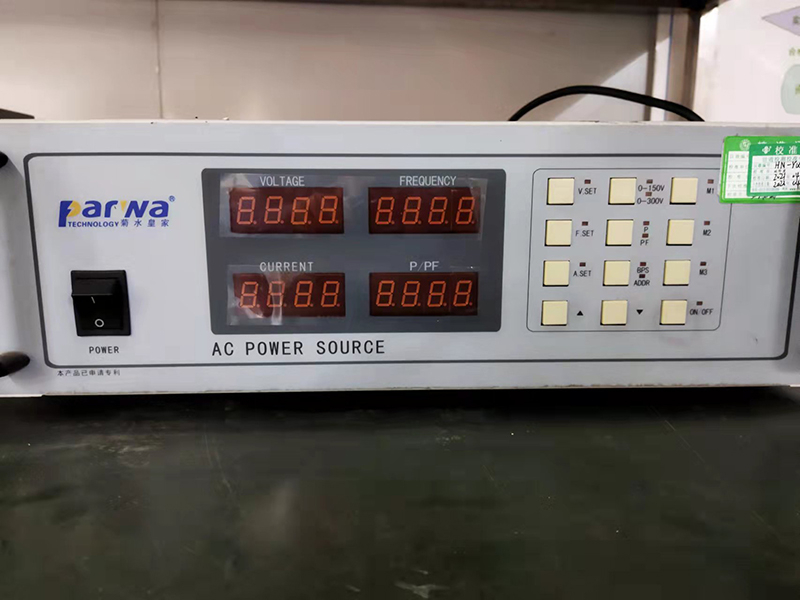 VOLTAGE
FREQUENCY
8.8.8.8.
8.8.8.8.
CURRENT
P/PF
8.8.8.8.
8.8.8.8.
Parwa®
TECHNOLOGY 菊水皇家
POWER
本产品已申请专利
AC POWER SOURCE
V.SET
0-150V
0-300V
M1
F.SET
P
PF
M2
A.SET
BPS
ADDR
M3
▲
▼
ON/OFF
校准